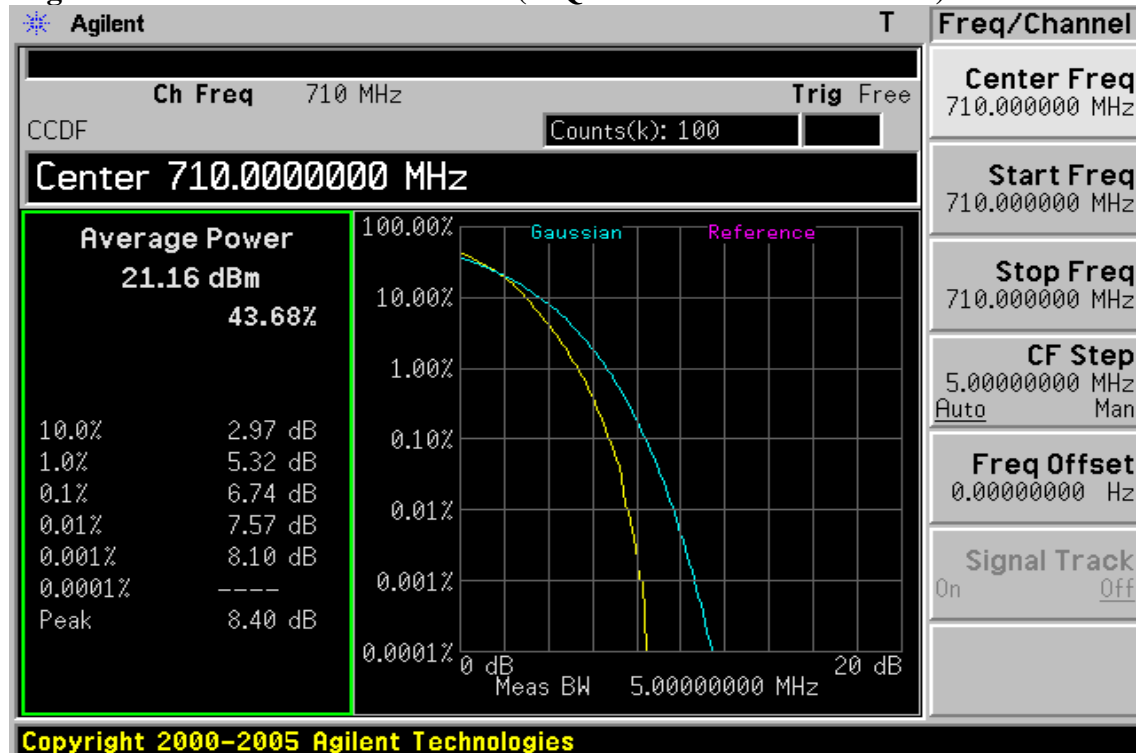 Agilent T
Freq/Channel
Ch Freq 710 MHz Trig Free
CCDF Counts(k): 100
Center 710.0000000 MHz
Average Power
21.16 dBm
43.68%
10.0% 2.97 dB
1.0% 5.32 dB
0.1% 6.74 dB
0.01% 7.57 dB
0.001% 8.10 dB
0.0001% ----
Peak 8.40 dB
Gaussian Reference
100.00%
10.00%
1.00%
0.10%
0.01%
0.001%
0.0001%
0 dB 20 dB
Meas BW 5.00000000 MHz
Center Freq
710.000000 MHz
Start Freq
710.000000 MHz
Stop Freq
710.000000 MHz
CF Step
5.00000000 MHz
Auto Man
Freq Offset
0.00000000 Hz
Signal Track
On Off
Copyright 2000-2005 Agilent Technologies